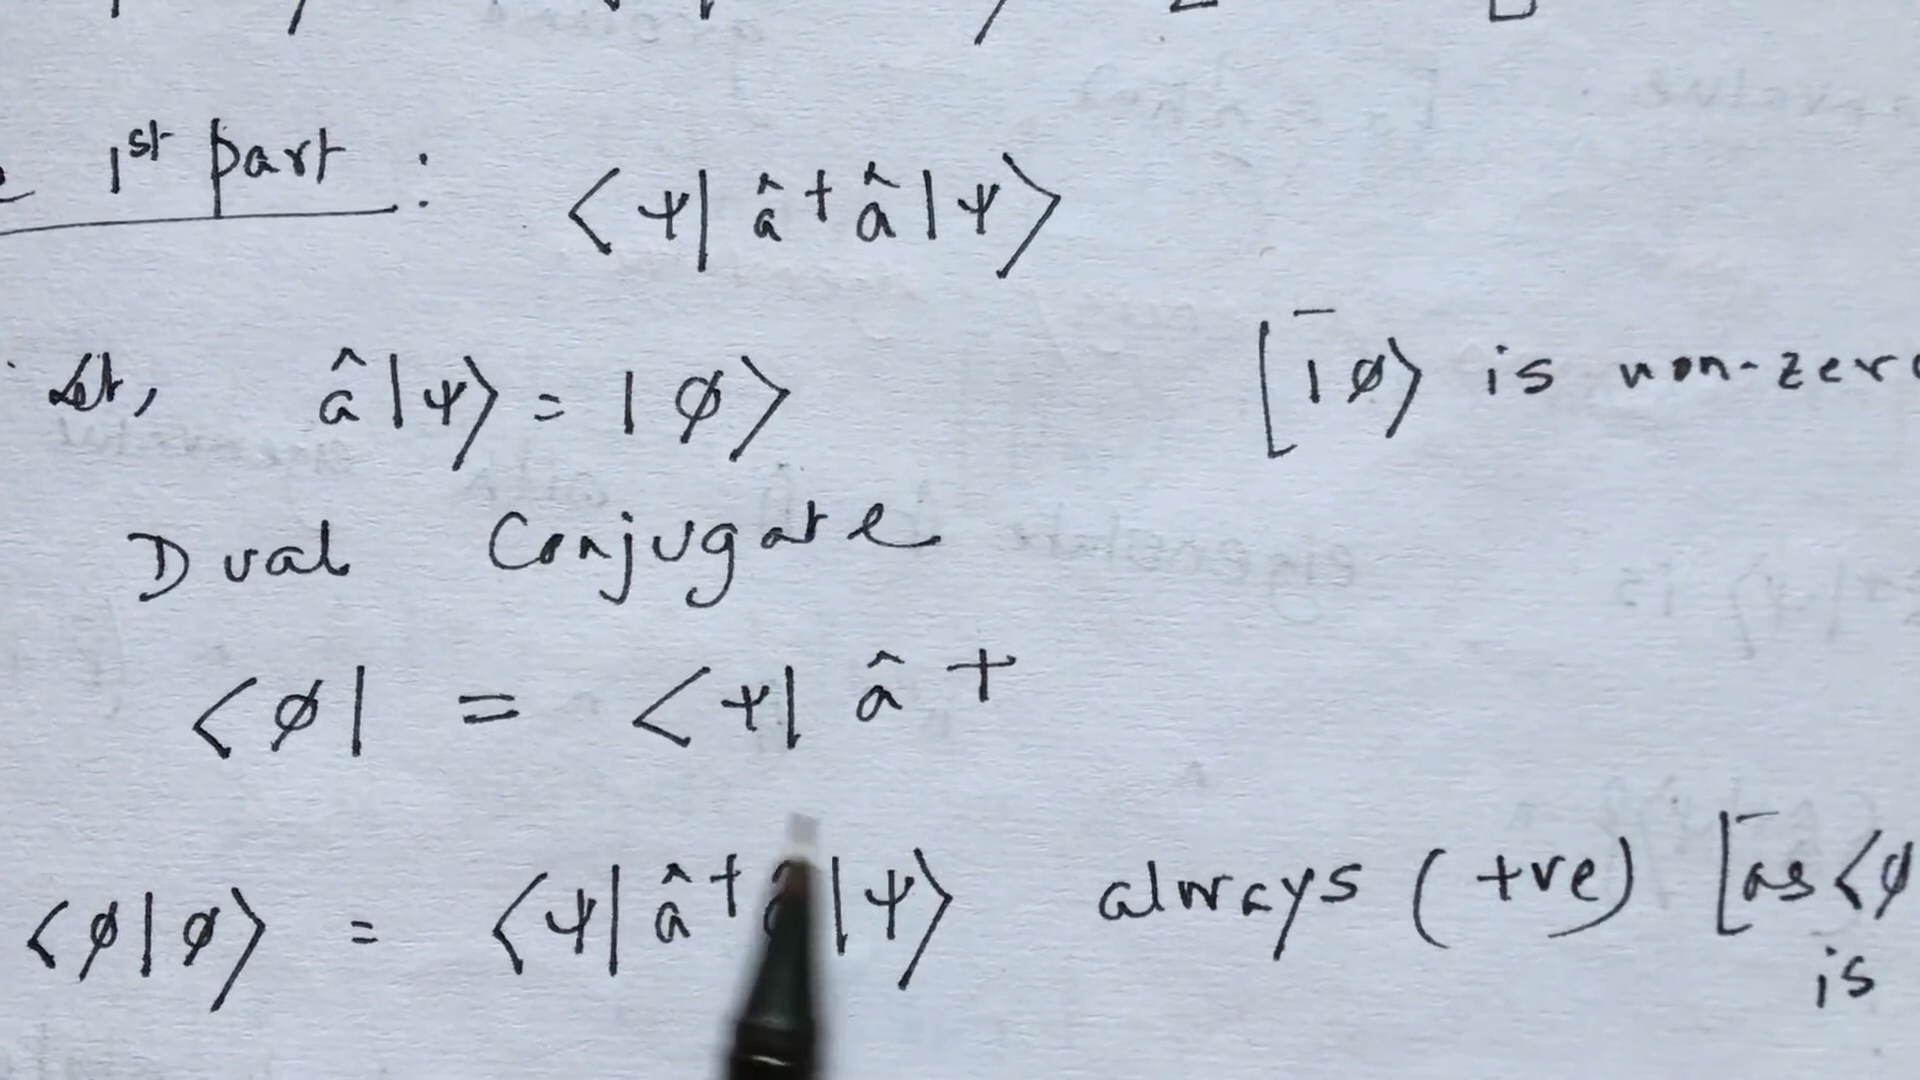 1st part : ⟨ψ| â† â |ψ⟩
Let, â|ψ⟩ = |φ⟩ [|φ⟩ is non-zero
Dual Conjugate
⟨φ| = ⟨ψ| â†
⟨φ|φ⟩ = ⟨ψ| â† |ψ⟩ always (+ve) [as ⟨φ
is